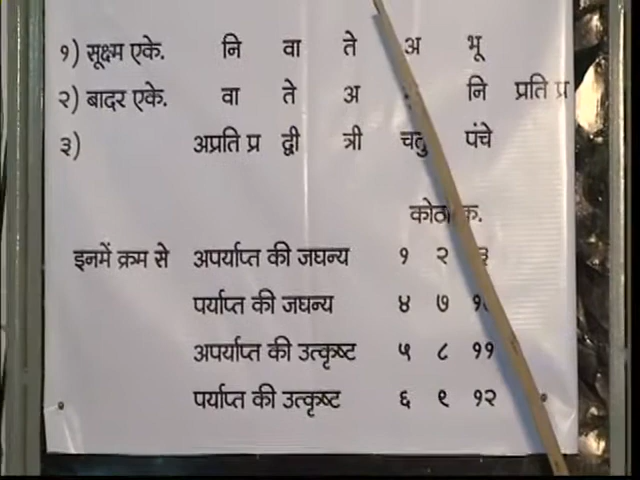 १) सूक्ष्म एके. नि वा ते अ भू
२) बादर एके. वा ते अ नि प्रति प्र
३) अप्रति प्र द्वी त्री चतु पंचे
क.
इनमें क्रम से अपर्याप्त की जघन्य १ २
पर्याप्त की जघन्य ४ ७
अपर्याप्त की उत्कृष्ट ५ ८ ११
पर्याप्त की उत्कृष्ट ६ ९ १२